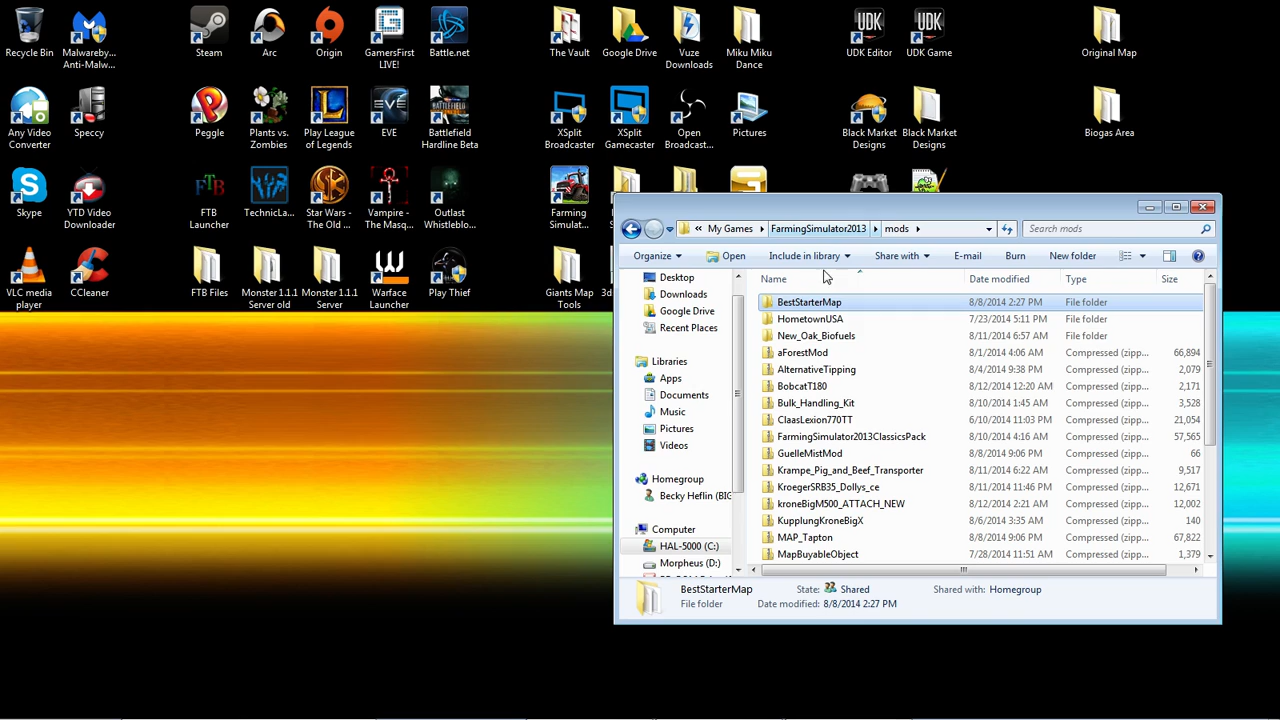 Recycle Bin
Malwareby...
Anti-Malw...
Steam
Arc
Origin
GamersFirst
LIVE!
Battle.net
The Vault
Google Drive
Vuze
Downloads
Miku Miku
Dance
UDK Editor
UDK Game
Original Map
Any Video
Converter
Speccy
Peggle
Plants vs.
Zombies
Play League
of Legends
EVE
Battlefield
Hardline Beta
XSplit
Broadcaster
XSplit
Gamecaster
Open
Broadcast...
Pictures
Black Market
Designs
Black Market
Designs
Biogas Area
Skype
YTD Video
Downloader
FTB
FTB
Launcher
TechnicLa...
Star Wars -
The Old ...
Vampire -
The Masq...
Outlast
Whistleblo...
Farming
Simulator
VLC media
player
CCleaner
FTB Files
Monster 1.1.1
Server old
Monster 1.1.1
Server
Warface
Launcher
Play Thief
Giants Map
Tools
« My Games
FarmingSimulator2013
mods
Search mods
Organize
Open
Include in library
Share with
E-mail
Burn
New folder
Desktop
Downloads
Google Drive
Recent Places
Libraries
Apps
Documents
Music
Pictures
Videos
Homegroup
Becky Heflin (BIG
Computer
HAL-5000 (C:)
Morpheus (D:)
Name Date modified Type Size
BestStarterMap 8/8/2014 2:27 PM File folder
HometownUSA 7/23/2014 5:11 PM File folder
New_Oak_Biofuels 8/11/2014 6:57 AM File folder
aForestMod 8/1/2014 4:06 AM Compressed (zipp... 66,894
AlternativeTipping 8/4/2014 9:38 PM Compressed (zipp... 2,079
BobcatT180 8/12/2014 12:20 AM Compressed (zipp... 2,171
Bulk_Handling_Kit 8/10/2014 1:45 AM Compressed (zipp... 3,528
ClaasLexion770TT 6/10/2014 11:03 PM Compressed (zipp... 21,054
FarmingSimulator2013ClassicsPack 8/10/2014 4:16 AM Compressed (zipp... 57,565
GuelleMistMod 8/8/2014 9:06 PM Compressed (zipp... 66
Krampe_Pig_and_Beef_Transporter 8/11/2014 6:22 AM Compressed (zipp... 9,517
KroegerSRB35_Dollys_ce 8/11/2014 11:46 PM Compressed (zipp... 12,671
kroneBigM500_ATTACH_NEW 8/12/2014 2:21 AM Compressed (zipp... 12,002
KupplungKroneBigX 8/6/2014 3:35 AM Compressed (zipp... 140
MAP_Tapton 8/8/2014 9:06 PM Compressed (zipp... 67,822
MapBuyableObject 7/28/2014 11:51 AM Compressed (zipp... 1,379
BestStarterMap State: Shared Shared with: Homegroup
File folder Date modified: 8/8/2014 2:27 PM